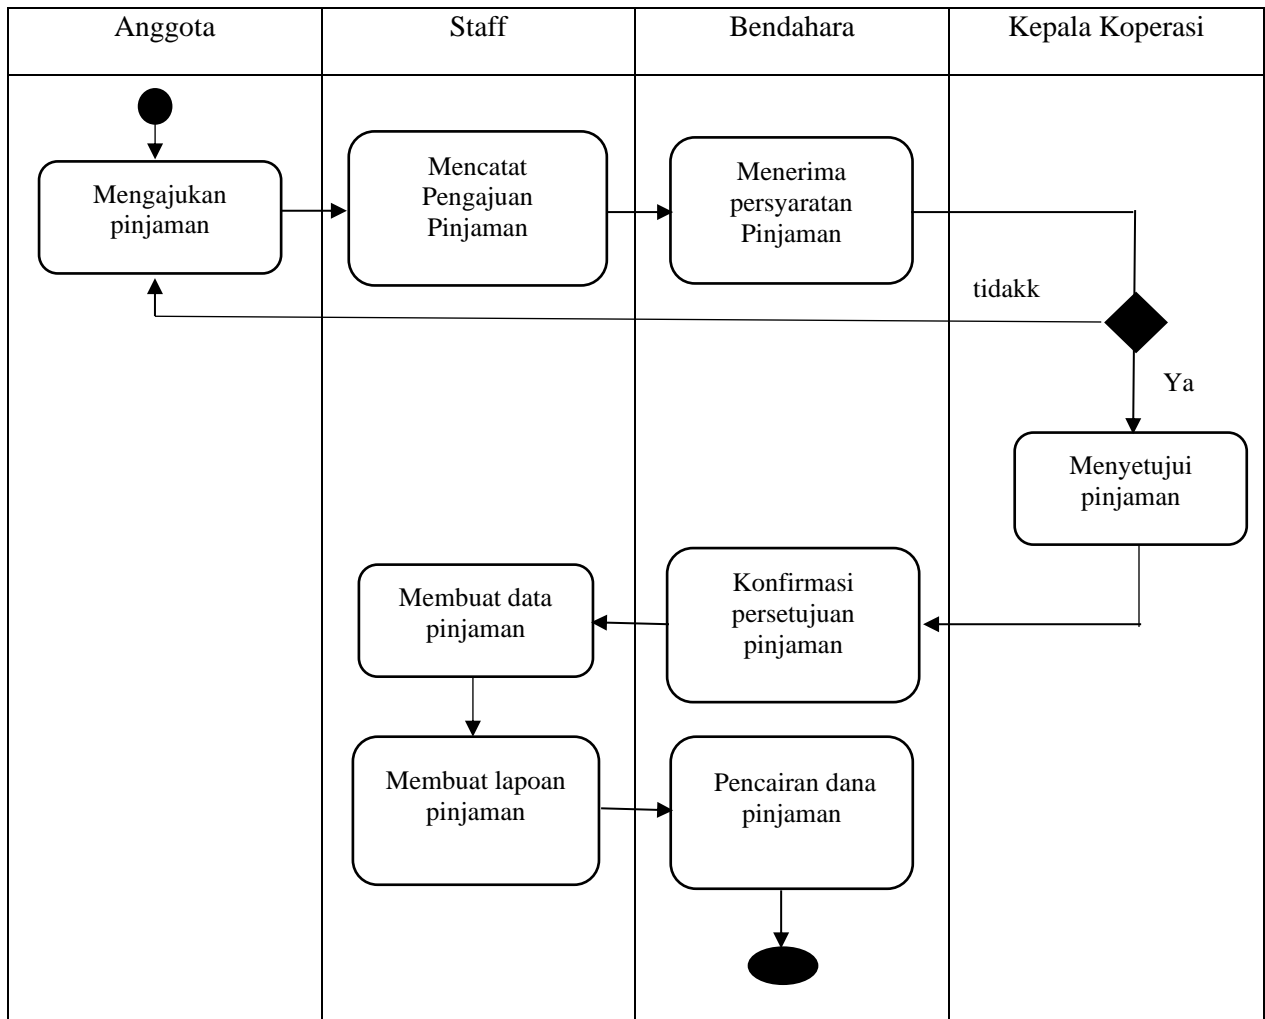 Anggota
Staff
Bendahara
Kepala Koperasi
Mengajukan
pinjaman
Mencatat
Pengajuan
Pinjaman
Menerima
persyaratan
Pinjaman
tidakk
Ya
Menyetujui
pinjaman
Konfirmasi
persetujuan
pinjaman
Membuat data
pinjaman
Membuat lapoan
pinjaman
Pencairan dana
pinjaman